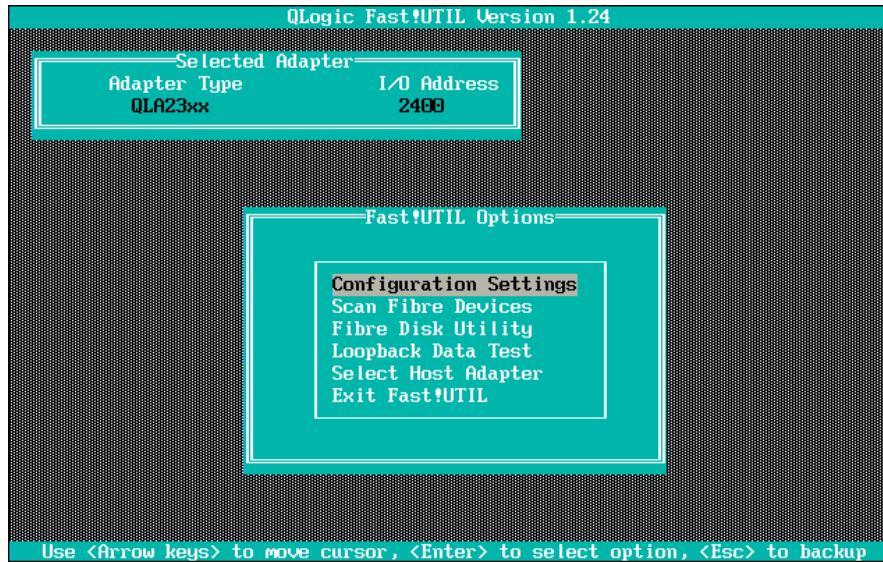 QLogic Fast!UTIL Version 1.24
Selected Adapter
Adapter Type I/O Address
QLA23xx 2400
Fast!UTIL Options
Configuration Settings
Scan Fibre Devices
Fibre Disk Utility
Loopback Data Test
Select Host Adapter
Exit Fast!UTIL
Use <Arrow keys> to move cursor, <Enter> to select option, <Esc> to backup